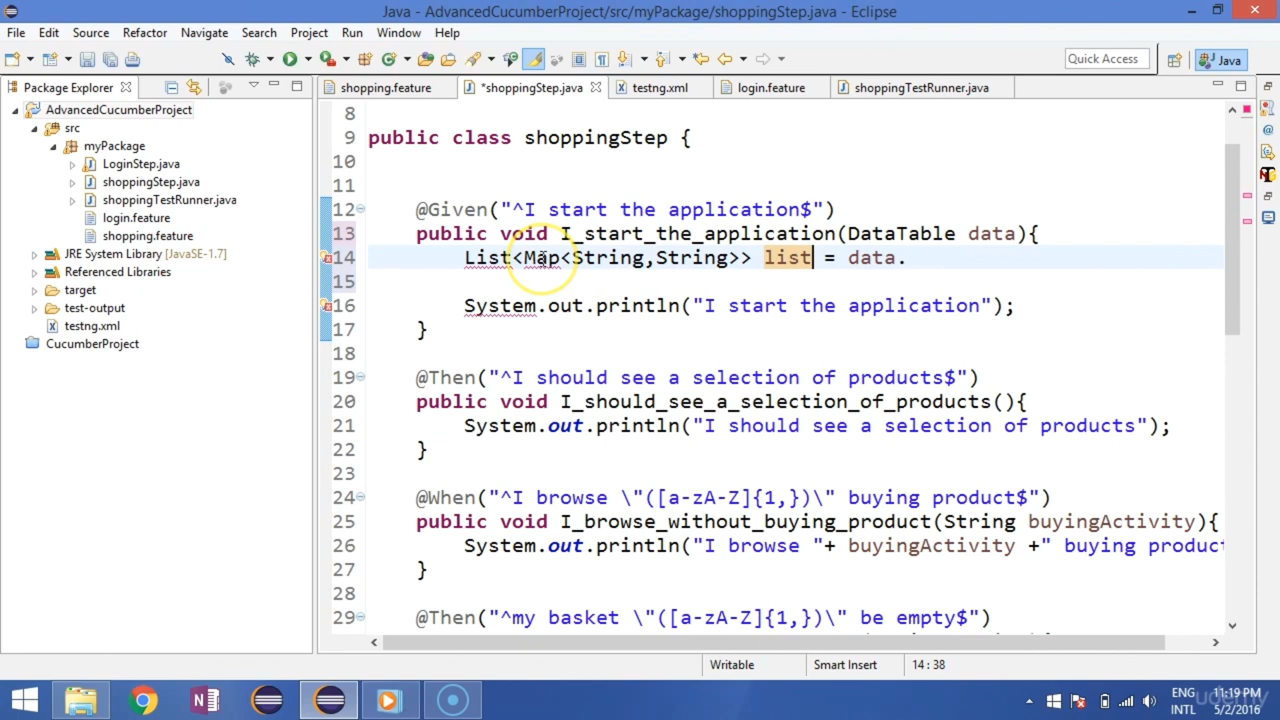 Java - AdvancedCucumberProject/src/myPackage/shoppingStep.java - Eclipse
File Edit Source Refactor Navigate Search Project Run Window Help
Quick Access
Java
Package Explorer
shopping.feature
*shoppingStep.java
testng.xml
login.feature
shoppingTestRunner.java
AdvancedCucumberProject
src
myPackage
LoginStep.java
shoppingStep.java
shoppingTestRunner.java
login.feature
shopping.feature
JRE System Library [JavaSE-1.7]
Referenced Libraries
target
test-output
testng.xml
CucumberProject
8
9 public class shoppingStep {
10
11
12 @Given("^I start the application$")
13 public void I_start_the_application(DataTable data){
14 List<Map<String,String>> list = data.
15
16 System.out.println("I start the application");
17 }
18
19 @Then("^I should see a selection of products$")
20 public void I_should_see_a_selection_of_products(){
21 System.out.println("I should see a selection of products");
22 }
23
24 @When("^I browse \"([a-zA-Z]{1,})\" buying product$")
25 public void I_browse_without_buying_product(String buyingActivity){
26 System.out.println("I browse "+ buyingActivity +" buying product
27 }
28
29 @Then("^my basket \"([a-zA-Z]{1,})\" be empty$")
Writable
Smart Insert
14 : 38
ENG
INTL
11:19 PM
5/2/2016
udemy